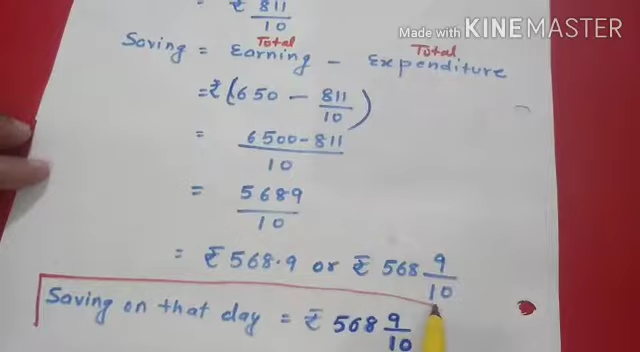 = ₹ 811/10
Made with KINEMASTER
Saving = Total Earning - Total Expenditure
= ₹ (650 - 811/10)
= 6500-811/10
= 5689/10
= ₹ 568.9 or ₹ 568 9/10
Saving on that day = ₹ 568 9/10